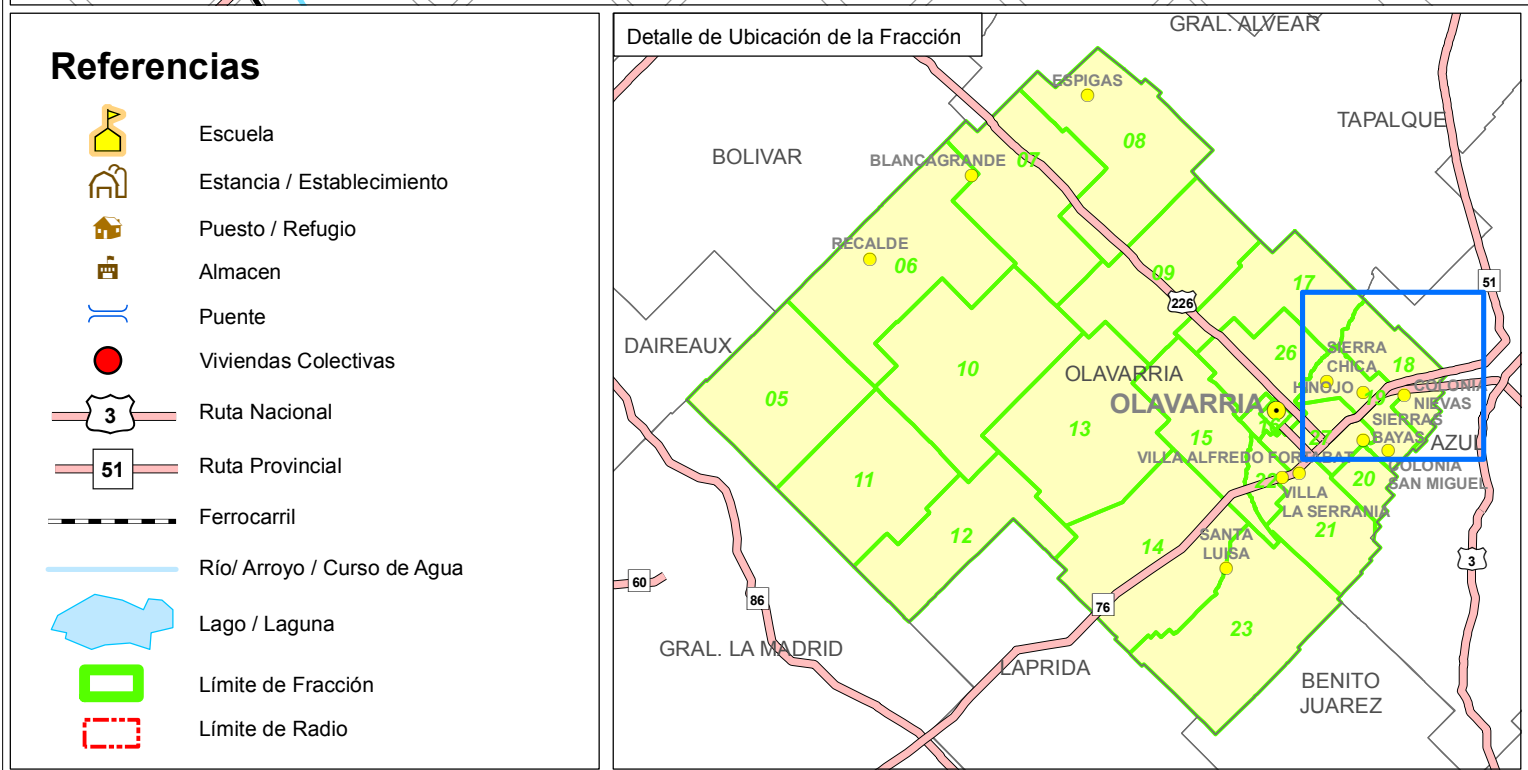 Referencias
Escuela
Estancia / Establecimiento
Puesto / Refugio
Almacen
Puente
Viviendas Colectivas
3
Ruta Nacional
51
Ruta Provincial
Ferrocarril
Río/ Arroyo / Curso de Agua
Lago / Laguna
Límite de Fracción
Límite de Radio
Detalle de Ubicación de la Fracción
GRAL. ALVEAR
ESPIGAS
TAPALQUE
08
BOLIVAR
BLANCAGRANDE
07
RECALDE
06
09
17
51
226
DAIREAUX
26
SIERRA
CHICA
18
10
OLAVARRIA
HINOJO
19
COLONIA
NIEVAS
05
OLAVARRIA
16
SIERRAS
BAYAS
13
15
27
AZUL
VILLA ALFREDO FORTABAT
COLONIA
SAN MIGUEL
11
22
20
VILLA
LA SERRANIA
21
12
14
SANTA
LUISA
3
60
86
76
23
GRAL. LA MADRID
LAPRIDA
BENITO
JUAREZ